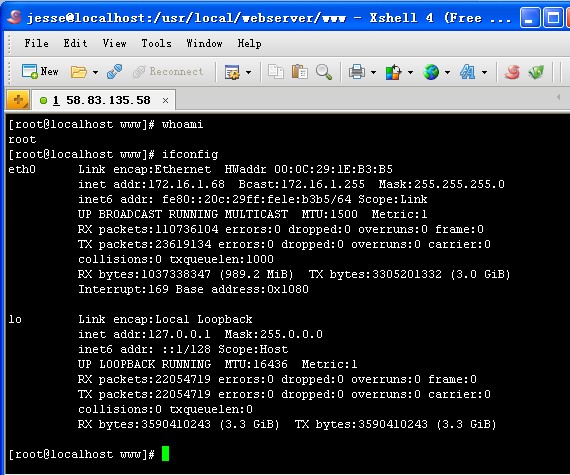 jesse@localhost:/usr/local/webserver/www - Xshell 4 (Free ...
File Edit View Tools Window Help
New Reconnect
1 58.83.135.58
[root@localhost www]# whoami
root
[root@localhost www]# ifconfig
eth0 Link encap:Ethernet HWaddr 00:0C:29:1E:B3:B5
inet addr:172.16.1.68 Bcast:172.16.1.255 Mask:255.255.255.0
inet6 addr: fe80::20c:29ff:fe1e:b3b5/64 Scope:Link
UP BROADCAST RUNNING MULTICAST MTU:1500 Metric:1
RX packets:110736104 errors:0 dropped:0 overruns:0 frame:0
TX packets:23619134 errors:0 dropped:0 overruns:0 carrier:0
collisions:0 txqueuelen:1000
RX bytes:1037338347 (989.2 MiB) TX bytes:3305201332 (3.0 GiB)
Interrupt:169 Base address:0x1080
lo Link encap:Local Loopback
inet addr:127.0.0.1 Mask:255.0.0.0
inet6 addr: ::1/128 Scope:Host
UP LOOPBACK RUNNING MTU:16436 Metric:1
RX packets:22054719 errors:0 dropped:0 overruns:0 frame:0
TX packets:22054719 errors:0 dropped:0 overruns:0 carrier:0
collisions:0 txqueuelen:0
RX bytes:3590410243 (3.3 GiB) TX bytes:3590410243 (3.3 GiB)
[root@localhost www]#